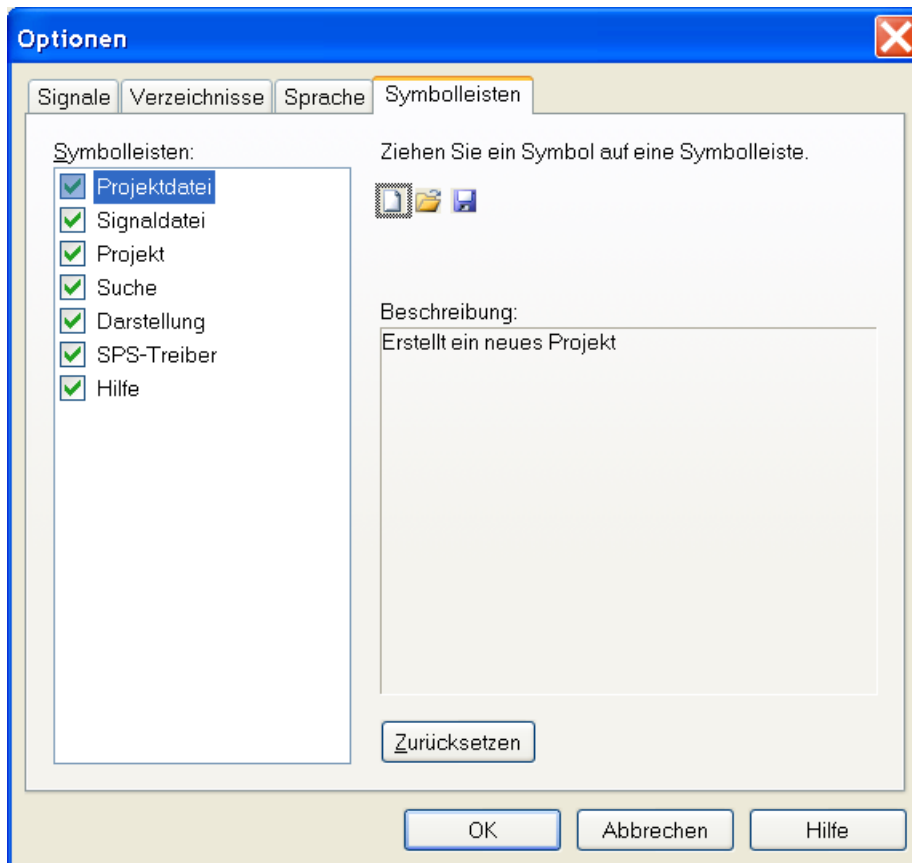 Optionen
Signale Verzeichnisse Sprache Symbolleisten
Symbolleisten:
Projektdatei
Signaldatei
Projekt
Suche
Darstellung
SPS-Treiber
Hilfe
Ziehen Sie ein Symbol auf eine Symbolleiste.
Beschreibung:
Erstellt ein neues Projekt
Zurücksetzen
OK Abbrechen Hilfe